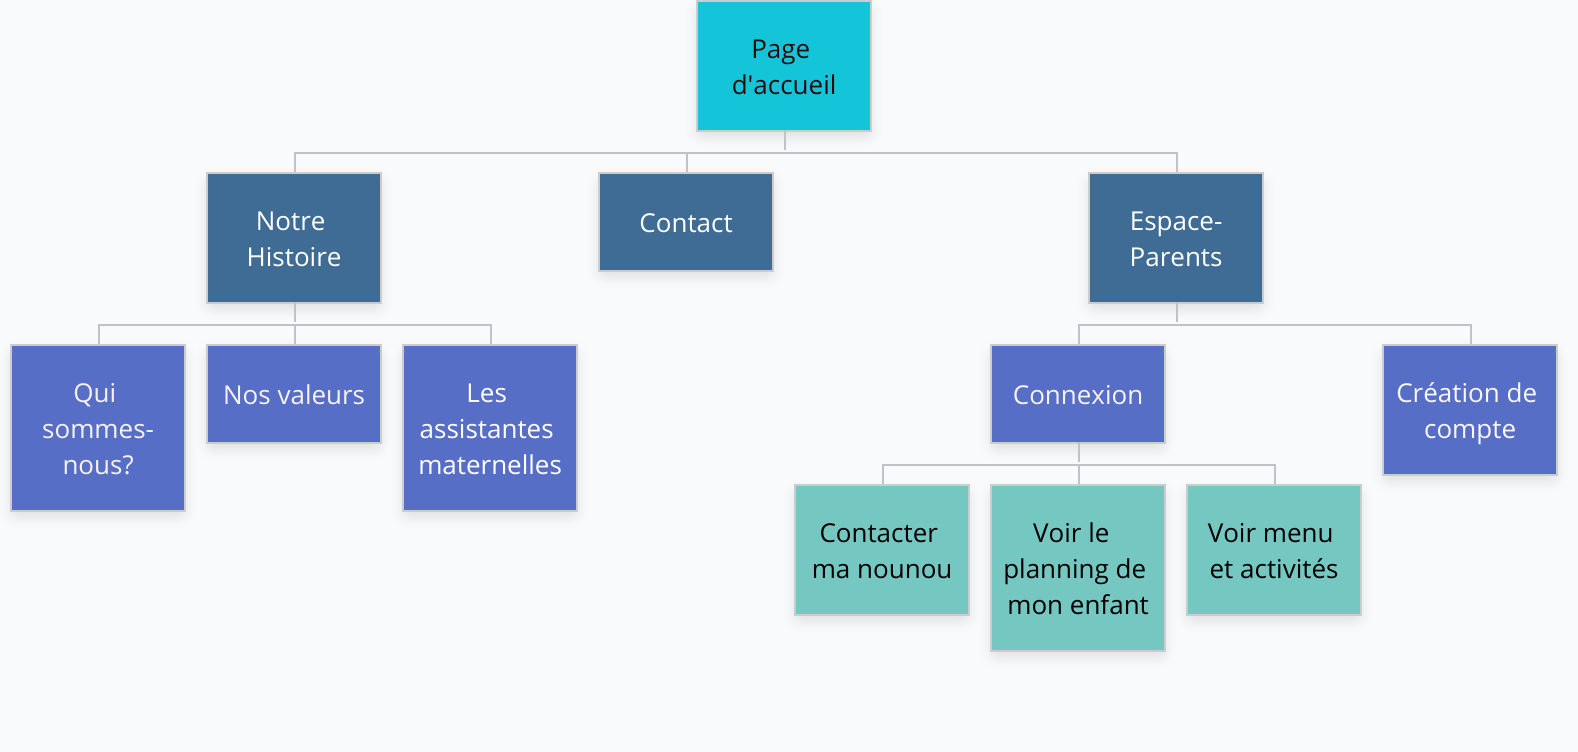 Page
d'accueil
Notre
Histoire
Contact
Espace-
Parents
Qui
sommes-
nous?
Nos valeurs
Les
assistantes
maternelles
Connexion
Création de
compte
Contacter
ma nounou
Voir le
planning de
mon enfant
Voir menu
et activités